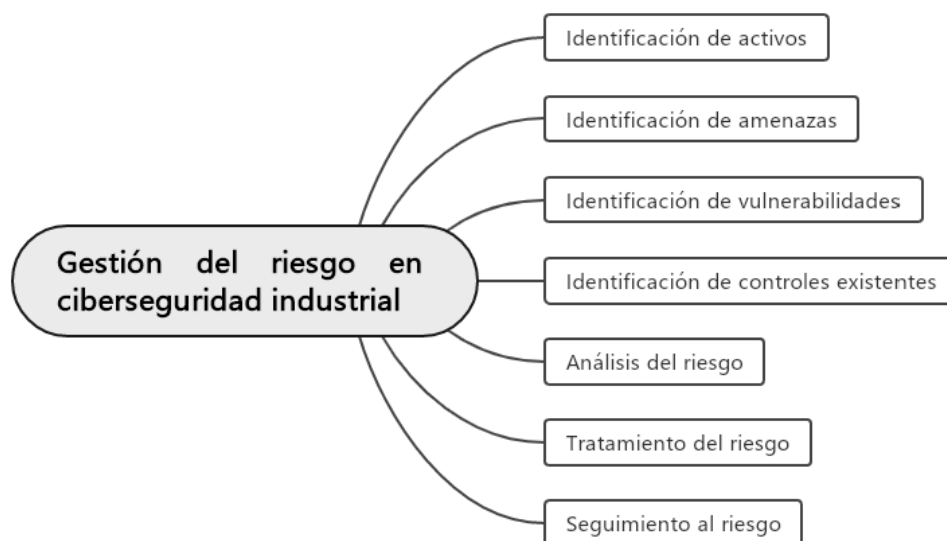 Identificación de activos
Identificación de amenazas
Identificación de vulnerabilidades
Gestión del riesgo en
ciberseguridad industrial
Identificación de controles existentes
Análisis del riesgo
Tratamiento del riesgo
Seguimiento al riesgo